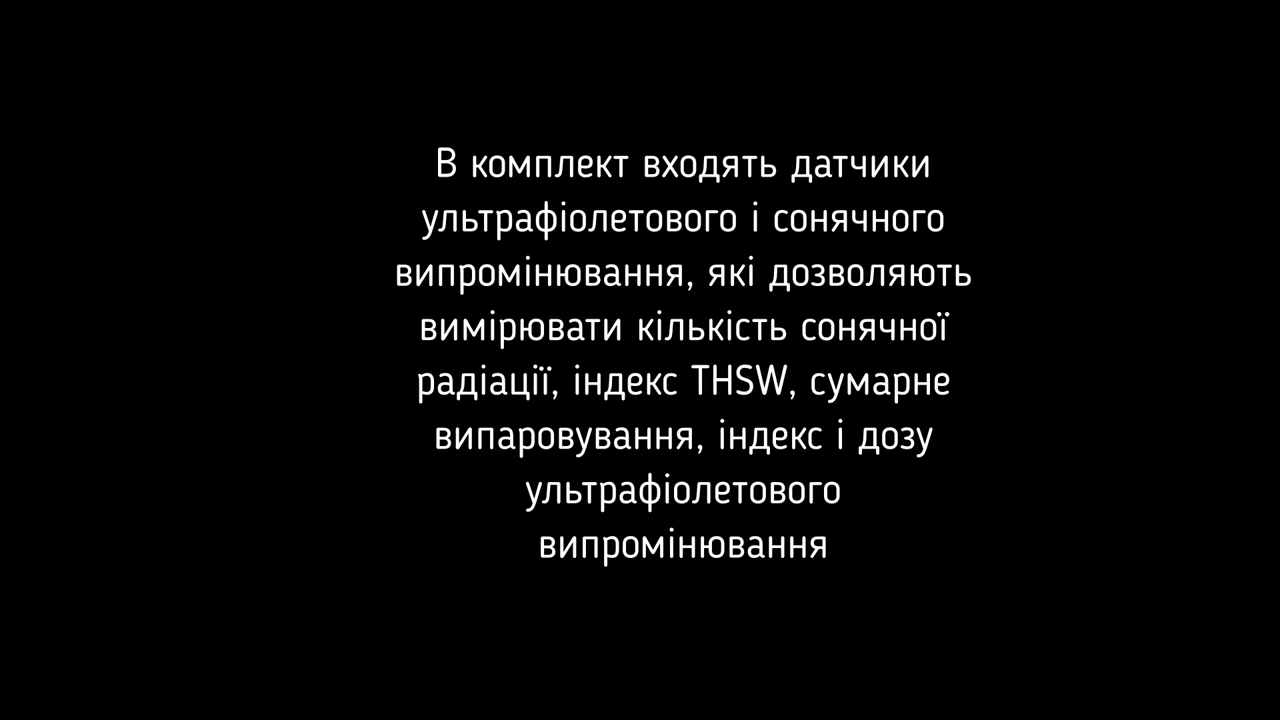 В комплект входять датчики
ультрафіолетового і сонячного
випромінювання, які дозволяють
вимірювати кількість сонячної
радіації, індекс THSW, сумарне
випаровування, індекс і дозу
ультрафіолетового
випромінювання